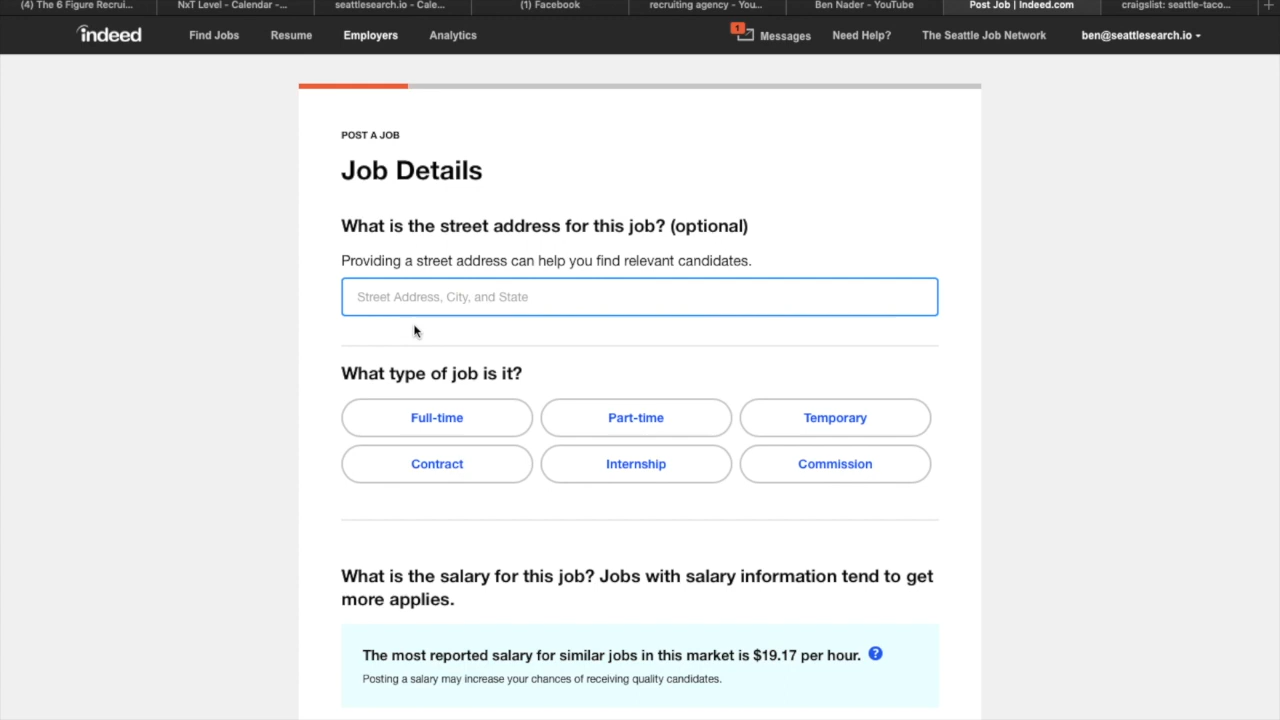 (4) The 6 Figure Recrui...
NxT Level - Calendar -...
seattlesearch.io - Cale...
(1) Facebook
recruiting agency - You...
Ben Nader - YouTube
Post Job | Indeed.com
craigslist: seattle-taco...
+
indeed
Find Jobs
Resume
Employers
Analytics
1
Messages
Need Help?
The Seattle Job Network
ben@seattlesearch.io
POST A JOB
Job Details
What is the street address for this job? (optional)
Providing a street address can help you find relevant candidates.
Street Address, City, and State
What type of job is it?
Full-time
Part-time
Temporary
Contract
Internship
Commission
What is the salary for this job? Jobs with salary information tend to get
more applies.
The most reported salary for similar jobs in this market is $19.17 per hour. ?
Posting a salary may increase your chances of receiving quality candidates.